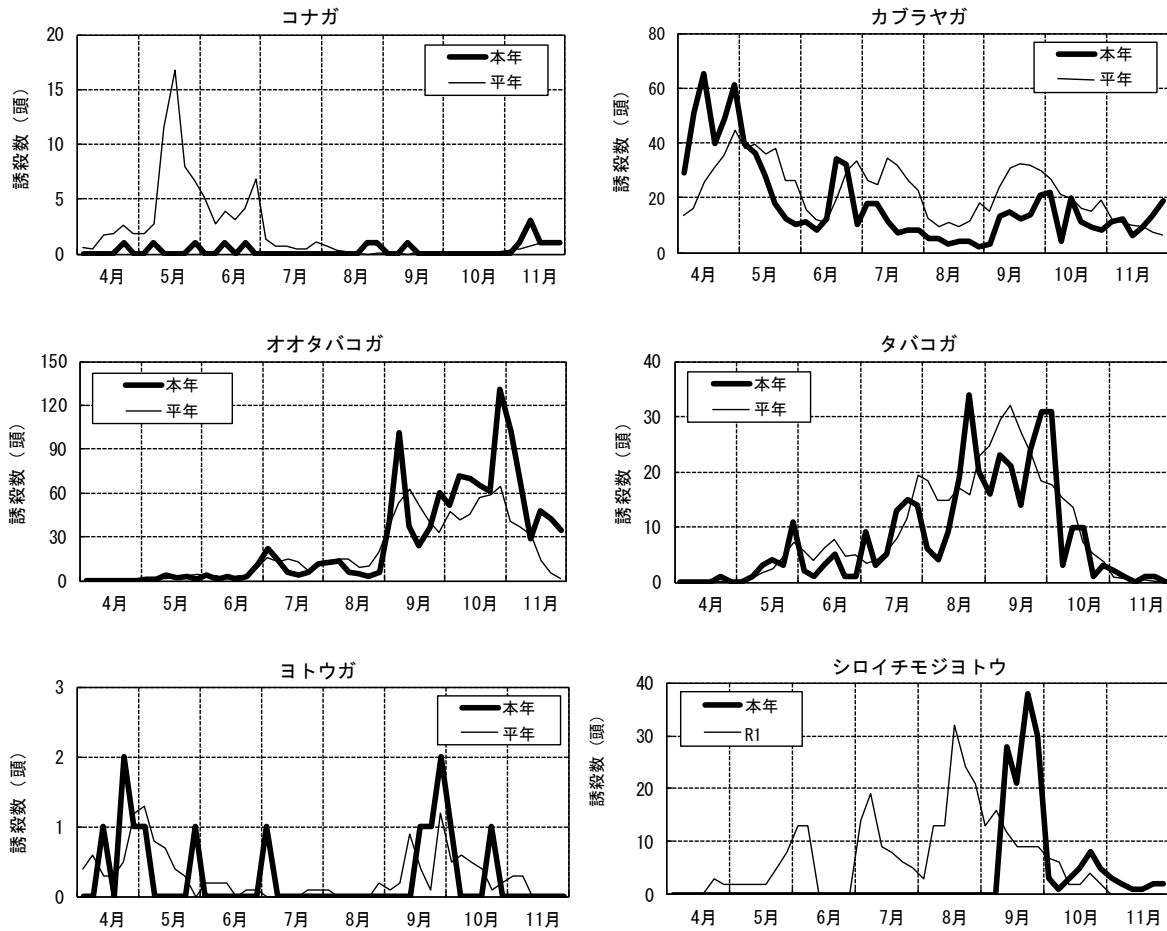 コナガ
誘殺数（頭）
20
15
10
5
0
本年
平年
4月 5月 6月 7月 8月 9月 10月 11月
カブラヤガ
誘殺数（頭）
80
60
40
20
0
本年
平年
4月 5月 6月 7月 8月 9月 10月 11月
オオタバコガ
誘殺数（頭）
150
120
90
60
30
0
本年
平年
4月 5月 6月 7月 8月 9月 10月 11月
タバコガ
誘殺数（頭）
40
30
20
10
0
本年
平年
4月 5月 6月 7月 8月 9月 10月 11月
ヨトウガ
誘殺数（頭）
3
2
1
0
本年
平年
4月 5月 6月 7月 8月 9月 10月 11月
シロイチモジヨトウ
誘殺数（頭）
40
30
20
10
0
本年
R1
4月 5月 6月 7月 8月 9月 10月 11月